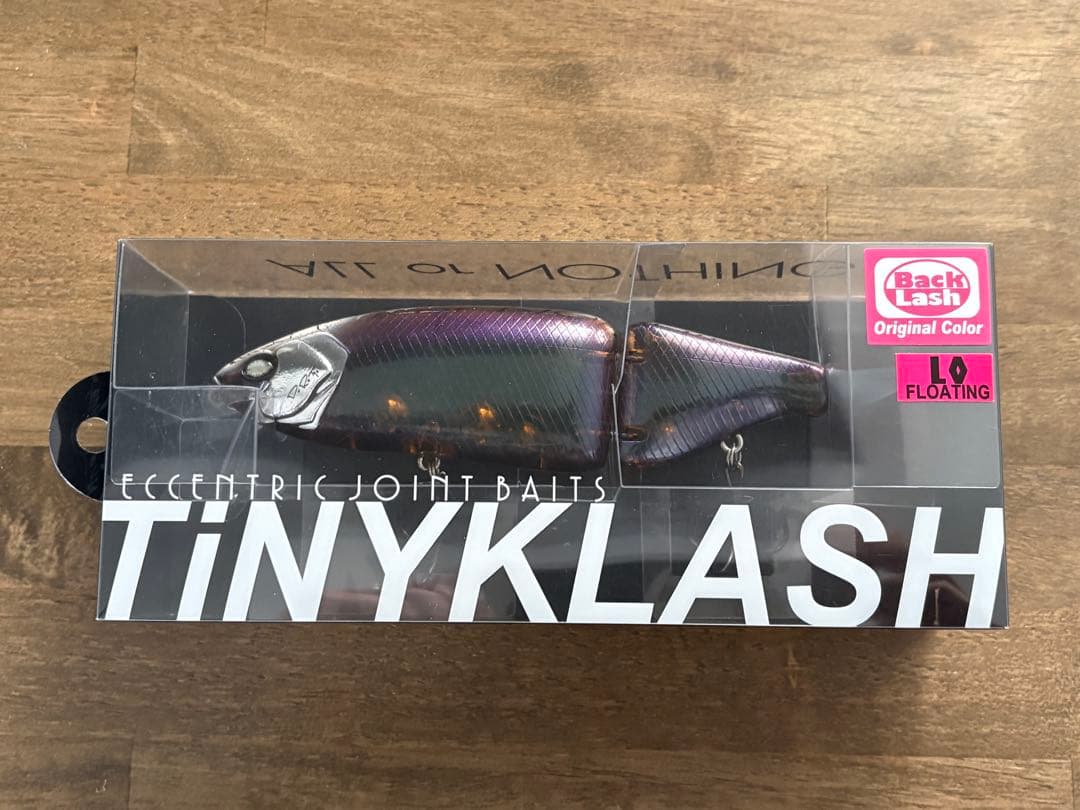 ALL or NOTHING
Back
Lash
Original Color
LO
FLOATING
ECCENTRIC JOINT BAITS
TiNYKLASH